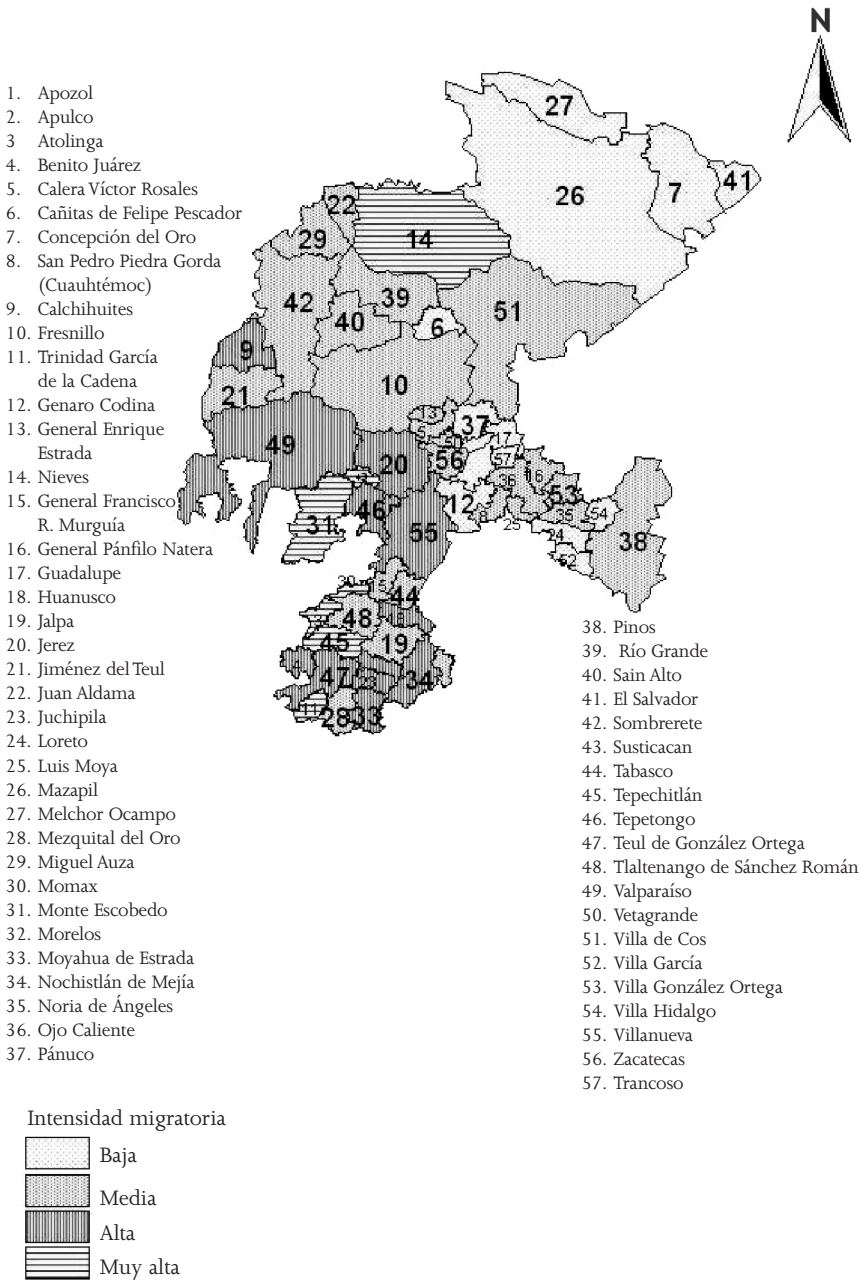 N
1. Apozol
2. Apulco
3 Atolinga
4. Benito Juárez
5. Calera Víctor Rosales
6. Cañitas de Felipe Pescador
7. Concepción del Oro
8. San Pedro Piedra Gorda
(Cuauhtémoc)
9. Calchihuites
10. Fresnillo
11. Trinidad García
de la Cadena
12. Genaro Codina
13. General Enrique
Estrada
14. Nieves
15. General Francisco
R. Murguía
16. General Pánfilo Natera
17. Guadalupe
18. Huanusco
19. Jalpa
20. Jerez
21. Jiménez del Teul
22. Juan Aldama
23. Juchipila
24. Loreto
25. Luis Moya
26. Mazapil
27. Melchor Ocampo
28. Mezquital del Oro
29. Miguel Auza
30. Momax
31. Monte Escobedo
32. Morelos
33. Moyahua de Estrada
34. Nochistlán de Mejía
35. Noria de Ángeles
36. Ojo Caliente
37. Pánuco
27
26
7
41
22
14
29
42
39
40
6
51
9
21
10
13
37
17
49
20
56
57
36
16
53
35
54
31
46
55
12
25
24
52
38
30
44
48
45
19
47
34
28
33
38. Pinos
39. Río Grande
40. Sain Alto
41. El Salvador
42. Sombrerete
43. Susticacan
44. Tabasco
45. Tepechitlán
46. Tepetongo
47. Teul de González Ortega
48. Tlaltenango de Sánchez Román
49. Valparaíso
50. Vetagrande
51. Villa de Cos
52. Villa García
53. Villa González Ortega
54. Villa Hidalgo
55. Villanueva
56. Zacatecas
57. Trancoso
Intensidad migratoria
Baja
Media
Alta
Muy alta